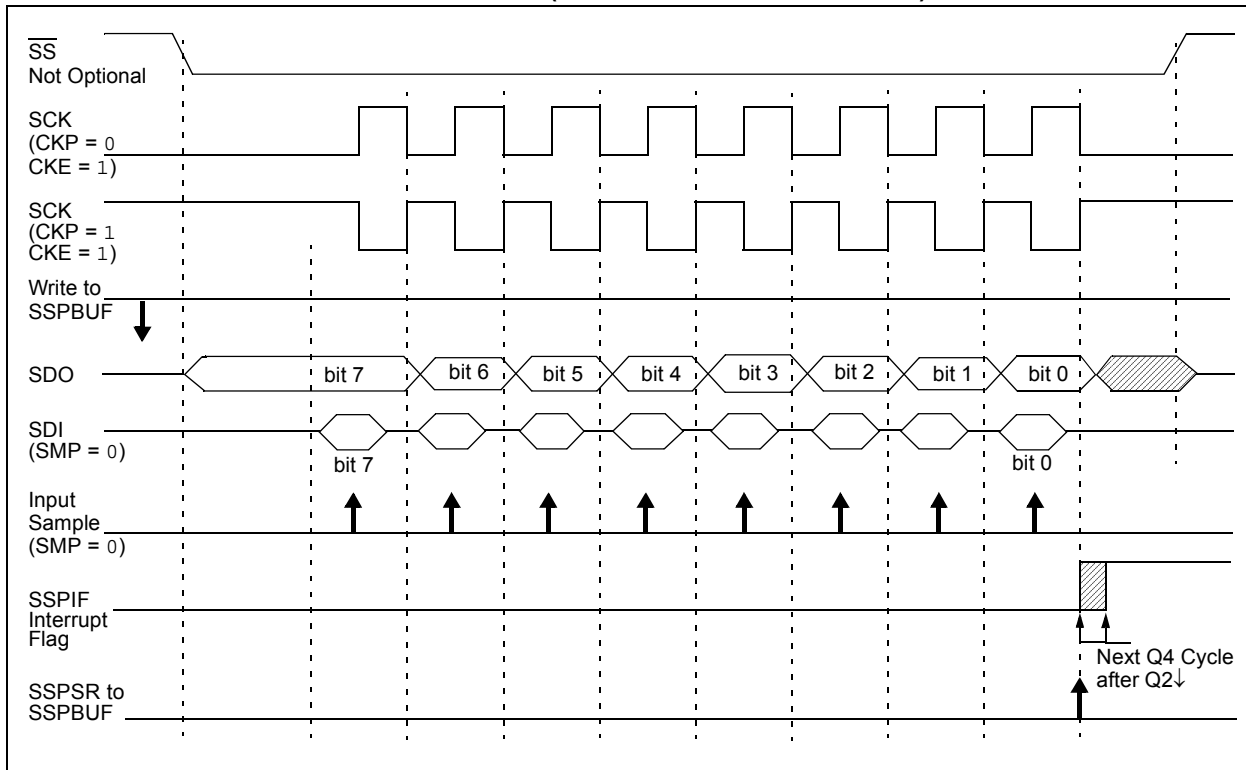 SS
Not Optional
SCK
(CKP = 0
CKE = 1)
SCK
(CKP = 1
CKE = 1)
Write to
SSPBUF
SDO
bit 7
bit 6
bit 5
bit 4
bit 3
bit 2
bit 1
bit 0
SDI
(SMP = 0)
bit 7
bit 0
Input
Sample
(SMP = 0)
SSPIF
Interrupt
Flag
Next Q4 Cycle
after Q2↓
SSPSR to
SSPBUF